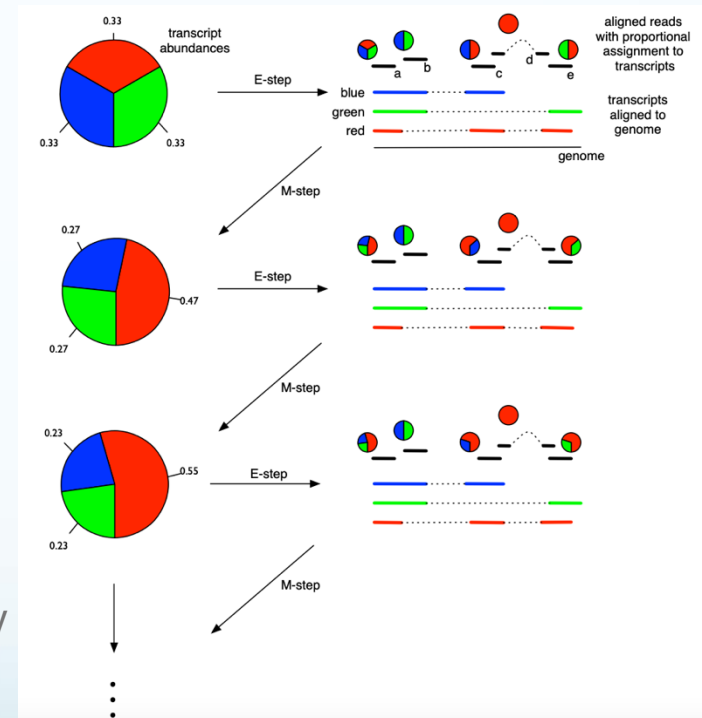 0.33
transcript
abundances
0.33
0.33
E-step
aligned reads
with proportional
assignment to
transcripts
a
b
c
d
e
blue
green
red
transcripts
aligned to
genome
genome
M-step
0.27
0.47
0.27
E-step
M-step
0.23
0.55
0.23
E-step
M-step
y